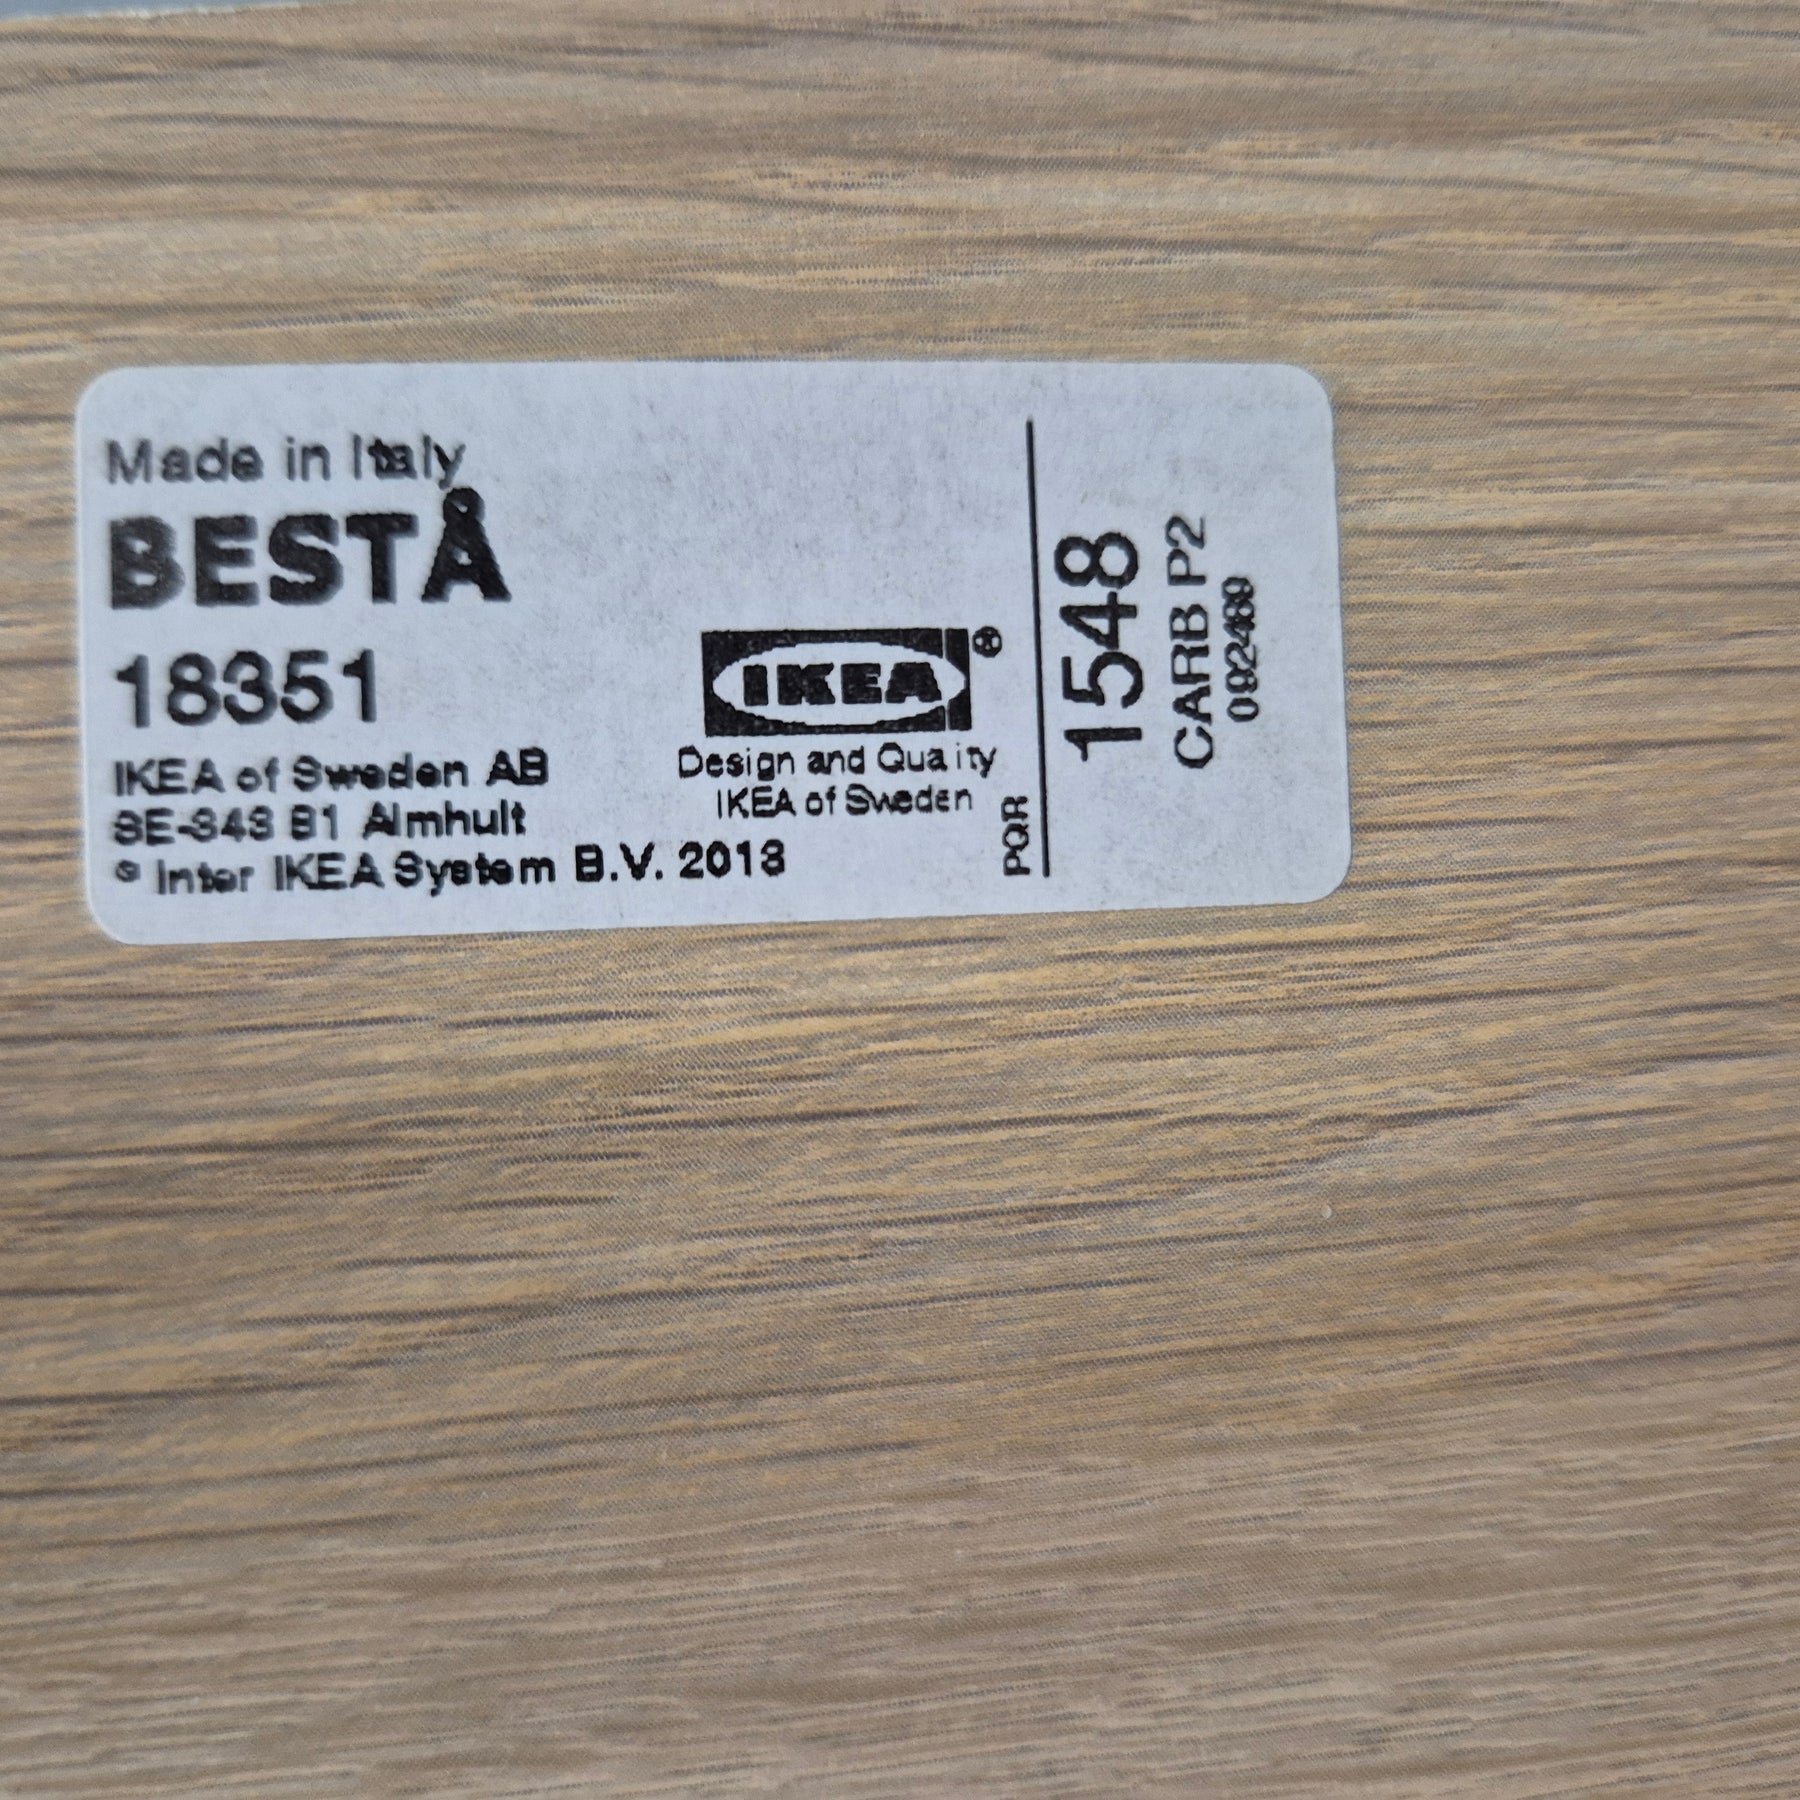 Made in Italy
BESTÅ
18351
IKEA of Sweden AB
SE-343 81 Älmhult
® Inter IKEA System B.V. 2013
IKEA®
Design and Quality
IKEA of Sweden
PQR
1548
CARB P2
092489